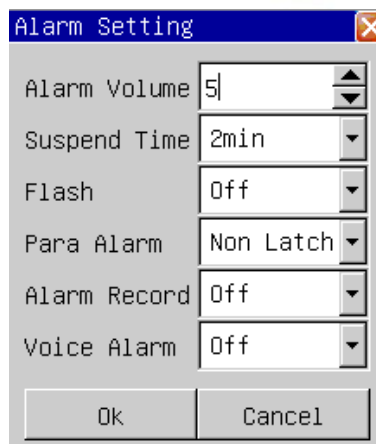 Alarm Setting
Alarm Volume 5
Suspend Time 2min
Flash Off
Para Alarm Non Latch
Alarm Record Off
Voice Alarm Off
Ok Cancel